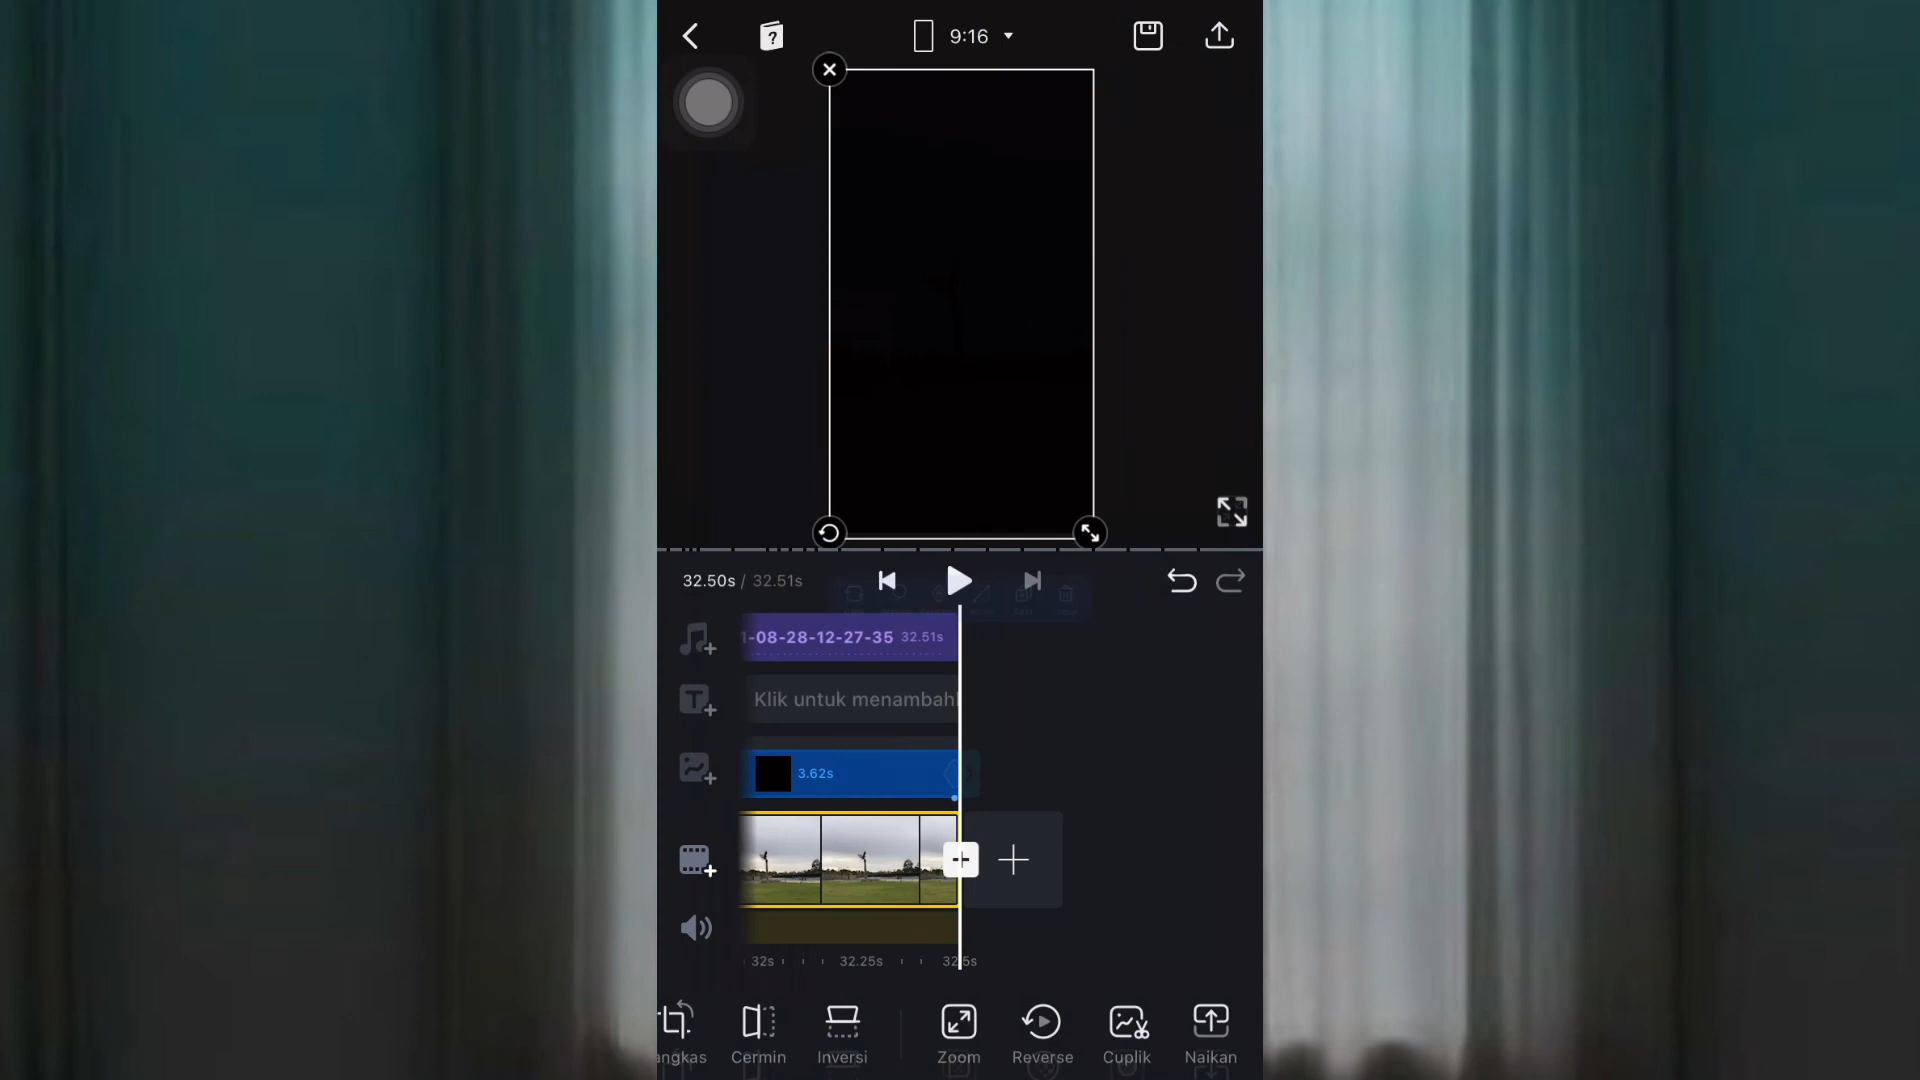 9:16
32.50s / 32.51s
1-08-28-12-27-35 32.51s
Klik untuk menambah
3.62s
32s 32.25s 32.5s
angkas Cermin Inversi Zoom Reverse Cuplik Naikan